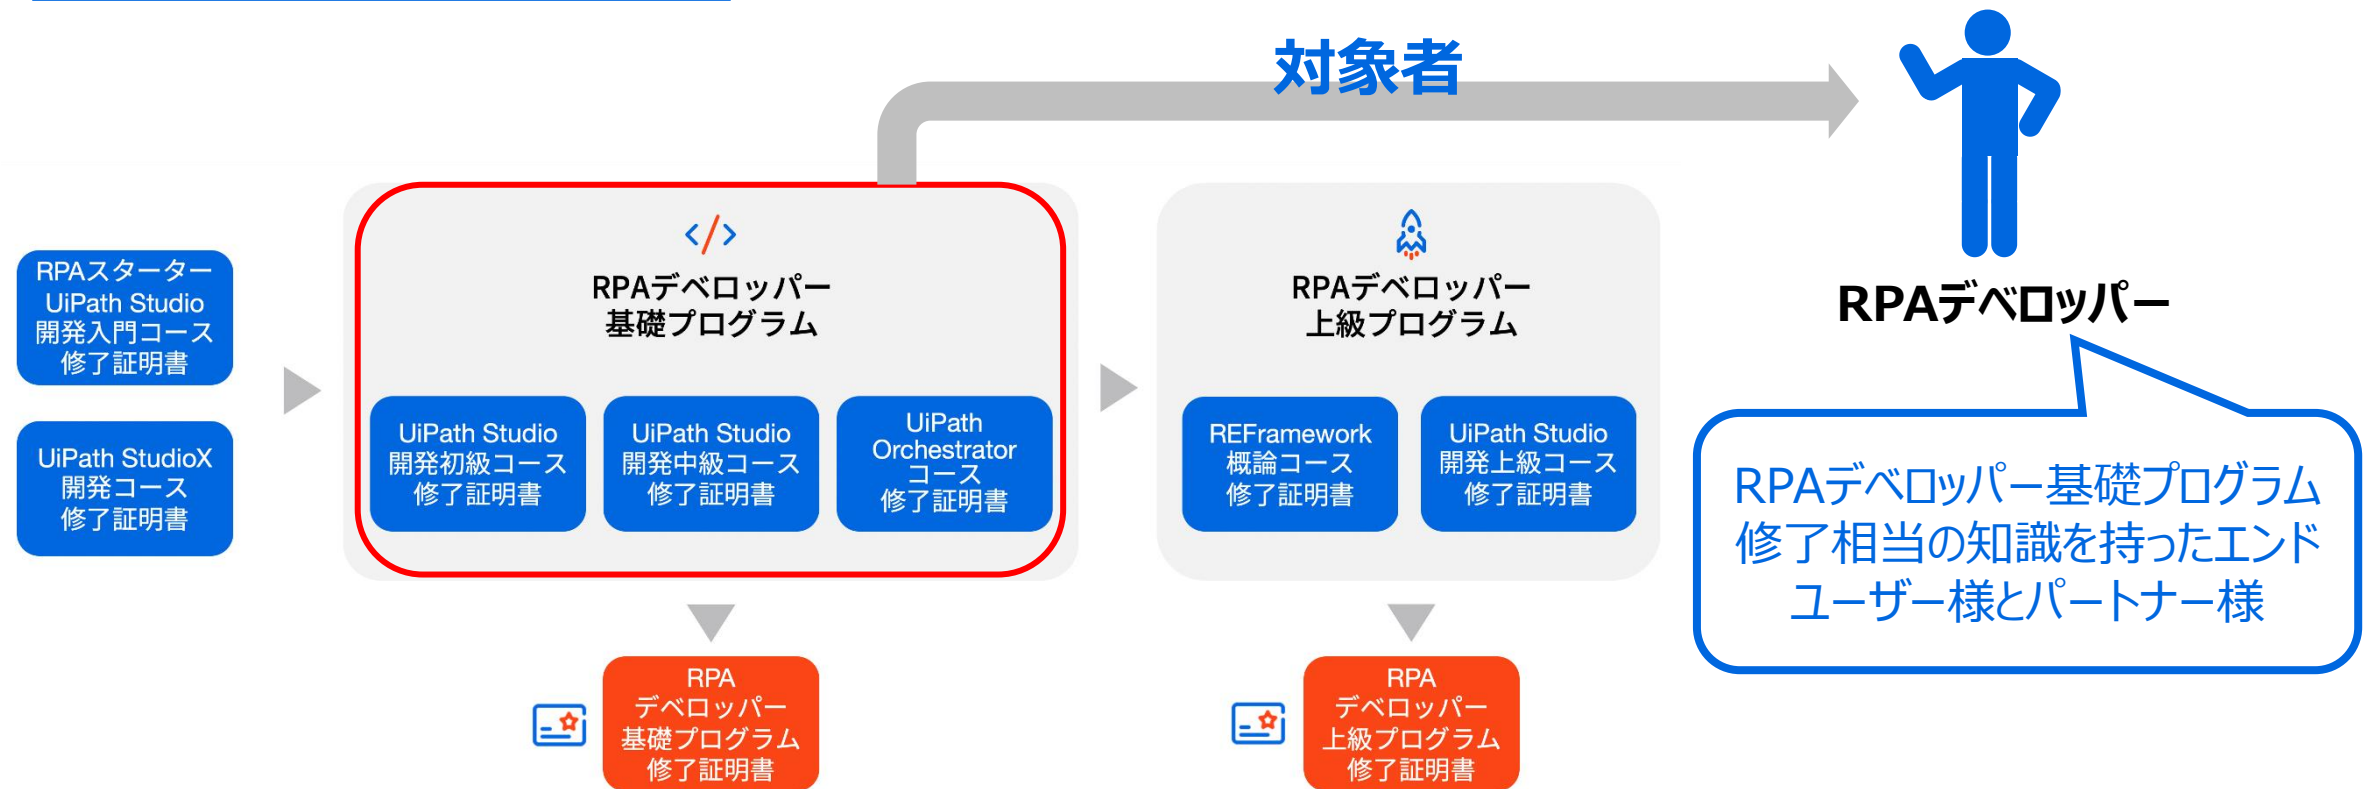 対象者
RPAスターター
UiPath Studio
開発入門コース
修了証明書
UiPath StudioX
開発コース
修了証明書
RPAデベロッパー
基礎プログラム
UiPath Studio
開発初級コース
修了証明書
UiPath Studio
開発中級コース
修了証明書
UiPath
Orchestrator
コース
修了証明書
RPA
デベロッパー
基礎プログラム
修了証明書
RPAデベロッパー
上級プログラム
REFramework
概論コース
修了証明書
UiPath Studio
開発上級コース
修了証明書
RPA
デベロッパー
上級プログラム
修了証明書
RPAデベロッパー
RPAデベロッパー基礎プログラム
修了相当の知識を持ったエンド
ユーザー様とパートナー様